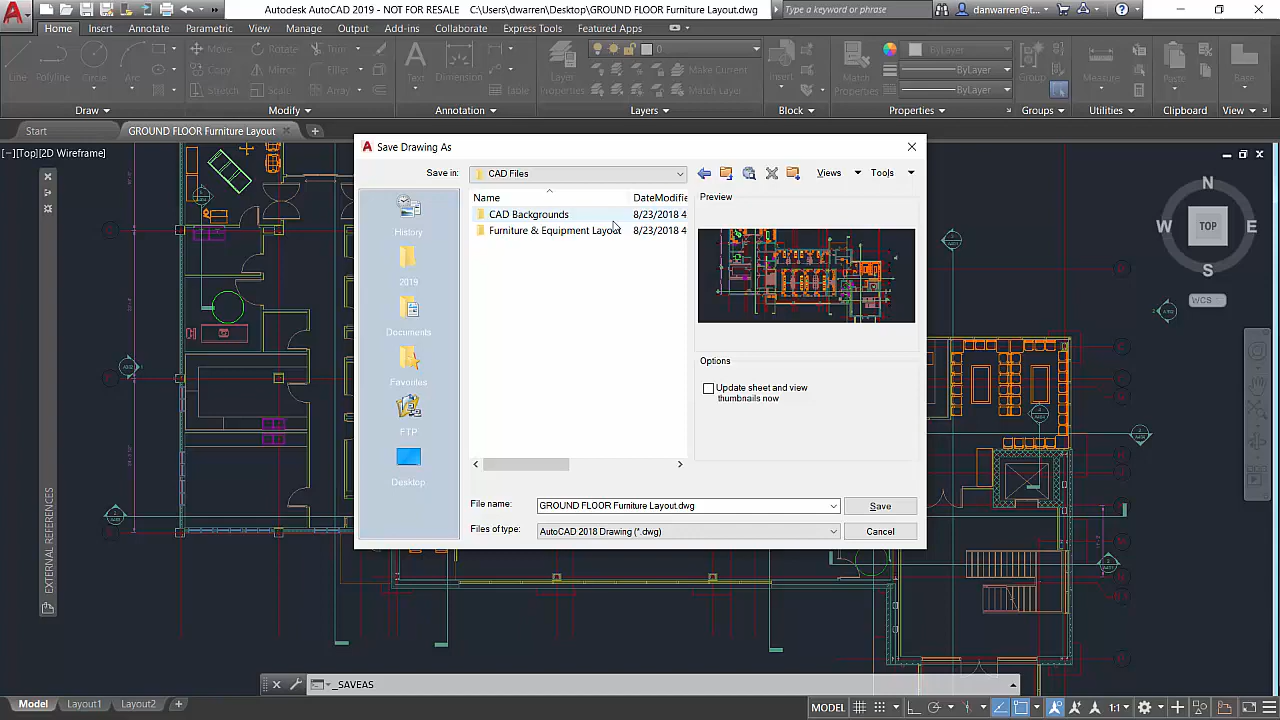 Autodesk AutoCAD 2019 - NOT FOR RESALE C:\Users\dwarren\Desktop\GROUND FLOOR Furniture Layout.dwg
Type a keyword or phrase
danwarren@t...
Home Insert Annotate Parametric View Manage Output Add-ins Collaborate Express Tools Featured Apps
Line Polyline Circle Arc
Move Rotate Trim
Copy Mirror Fillet
Stretch Scale Array
Text Dimension
Layer Properties
0
Make Current
Match Layer
Insert
Match Properties
ByLayer
ByLayer
ByLayer
Group
Measure
Paste
Base
Draw Modify Annotation Layers Block Properties Groups Utilities Clipboard View
Start GROUND FLOOR Furniture Layout
[−][Top][2D Wireframe]
Save Drawing As
Save in: CAD Files
Views Tools
Name DateModifie
CAD Backgrounds 8/23/2018 4
Furniture & Equipment Layout 8/23/2018 4
History
2019
Documents
Favorites
FTP
Desktop
Preview
Options
Update sheet and view
thumbnails now
File name: GROUND FLOOR Furniture Layout.dwg Save
Files of type: AutoCAD 2018 Drawing (*.dwg) Cancel
N
W TOP E
S
WCS
EXTERNAL REFERENCES
_SAVEAS
Model Layout1 Layout2
MODEL 1:1